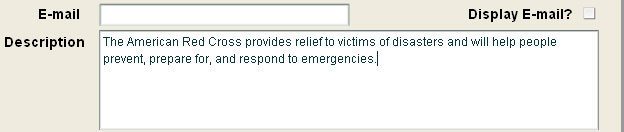 E-mail Display E-mail?
Description The American Red Cross provides relief to victims of disasters and will help people
prevent, prepare for, and respond to emergencies.